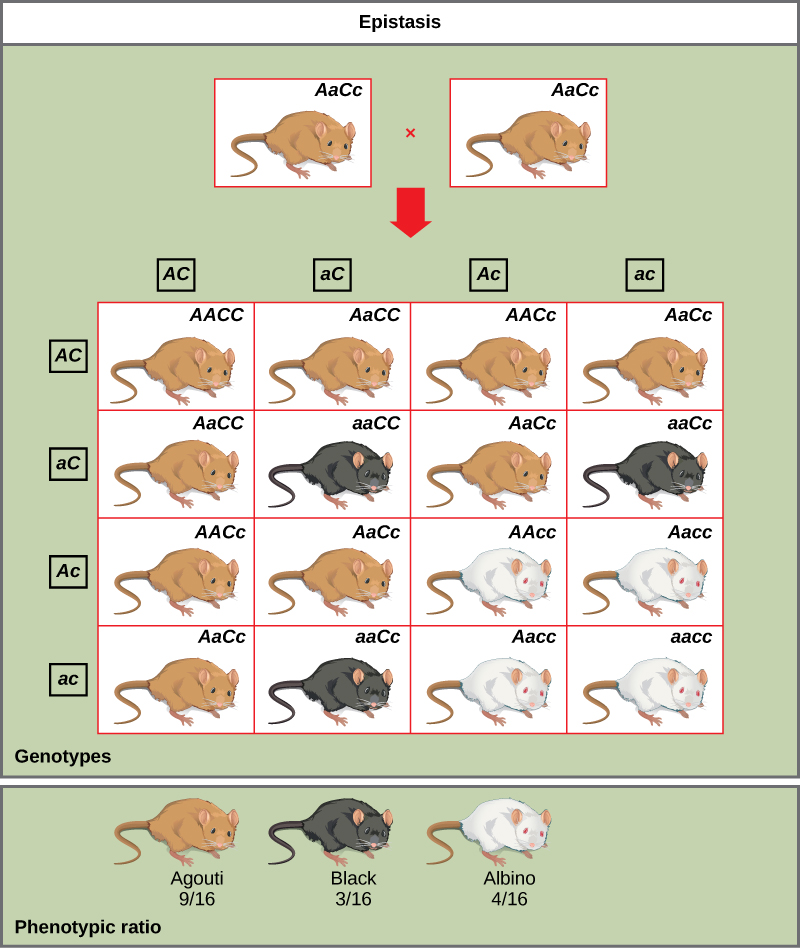 Epistasis
AaCc
AaCc
×
AC
aC
Ac
ac
AC
AACC
AaCC
AACc
AaCc
aC
AaCC
aaCC
AaCc
aaCc
Ac
AACc
AaCc
AAcc
Aacc
ac
AaCc
aaCc
Aacc
aacc
Genotypes
Agouti
9/16
Black
3/16
Albino
4/16
Phenotypic ratio